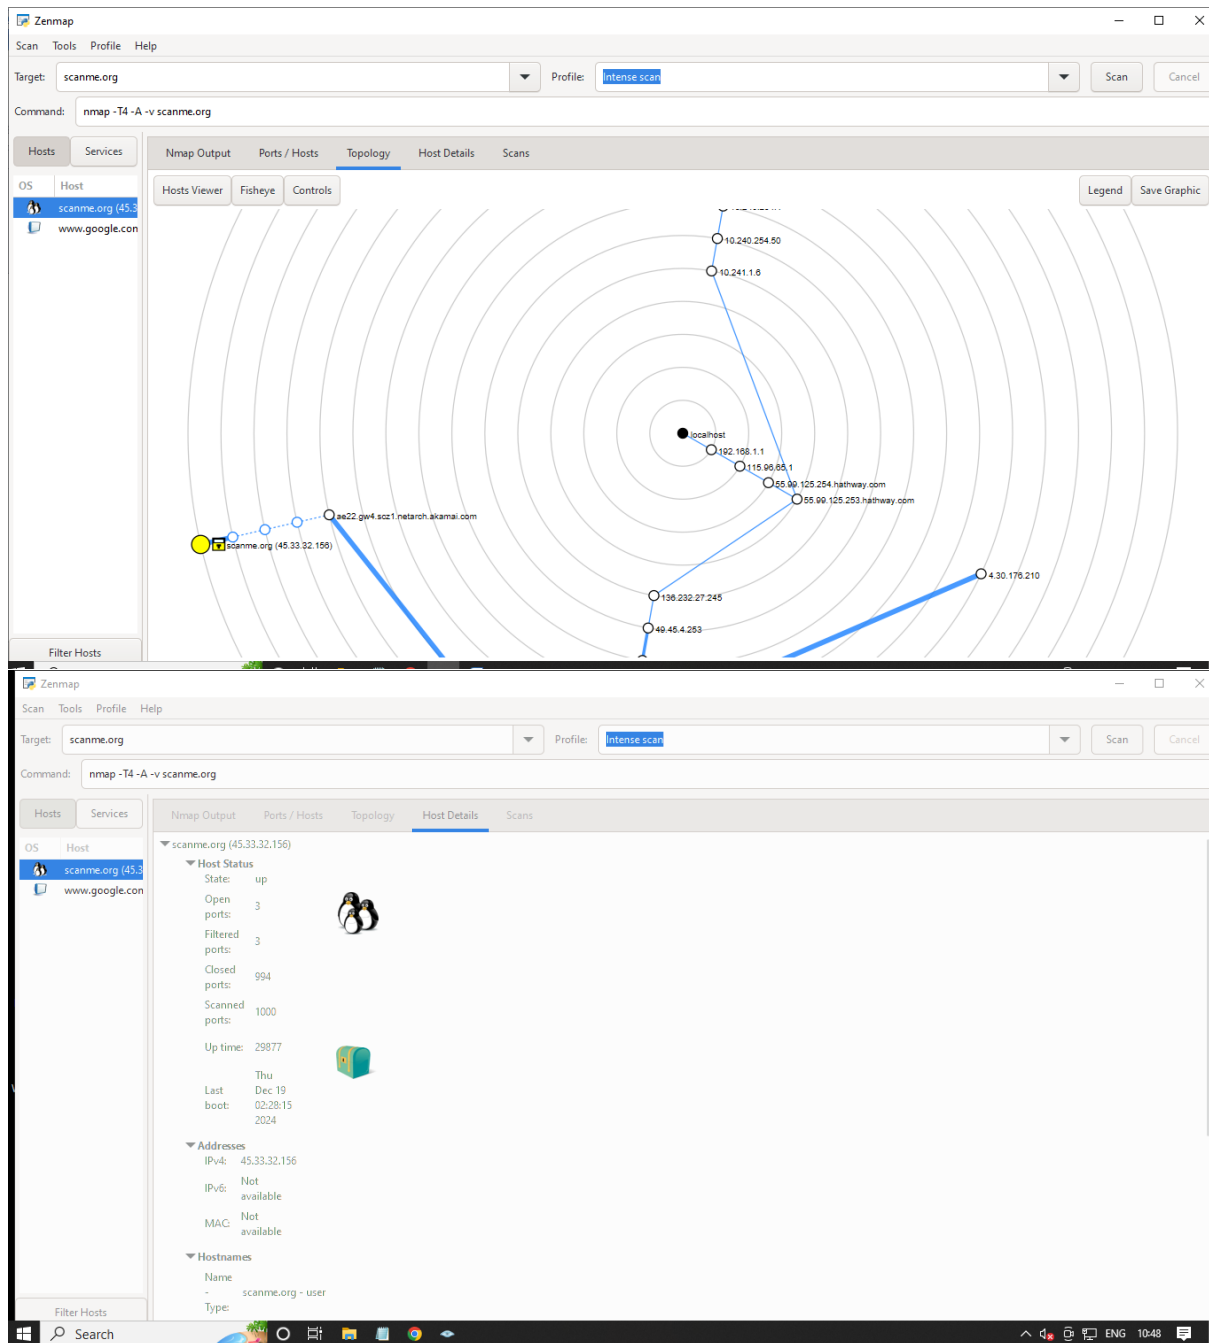 Zenmap
Scan Tools Profile Help
Target: scanme.org Profile: Intense scan Scan Cancel
Command: nmap -T4 -A -v scanme.org
Hosts Services Nmap Output Ports / Hosts Topology Host Details Scans
OS Host Hosts Viewer Fisheye Controls Legend Save Graphic
scanme.org (45.3
www.google.con
10.240.254.50
10.241.1.6
localhost
192.168.1.1
115.96.65.1
55.99.125.254.hathway.com
55.99.125.253.hathway.com
ae22.gw4.scz1.netarch.akamai.com
scanme.org (45.33.32.156)
4.30.176.210
136.232.27.245
49.45.4.253
Filter Hosts
Zenmap
Scan Tools Profile Help
Target: scanme.org Profile: Intense scan Scan Cancel
Command: nmap -T4 -A -v scanme.org
Hosts Services Nmap Output Ports / Hosts Topology Host Details Scans
OS Host
scanme.org (45.3
www.google.con
scanme.org (45.33.32.156)
Host Status
State: up
Open ports: 3
Filtered ports: 3
Closed ports: 994
Scanned ports: 1000
Up time: 29877
Last boot: Thu Dec 19 02:28:15 2024
Addresses
IPv4: 45.33.32.156
IPv6: Not available
MAC: Not available
Hostnames
Name - Type: scanme.org - user
Filter Hosts
Search ENG 10:48